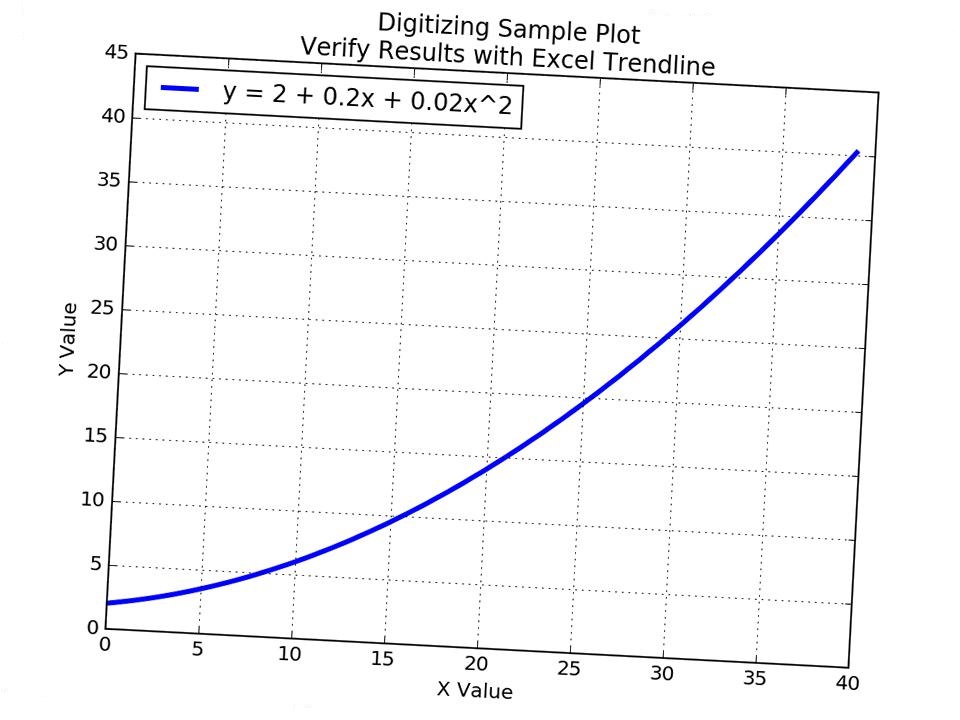 Digitizing Sample Plot
Verify Results with Excel Trendline
y = 2 + 0.2x + 0.02x^2
45
40
35
30
25
20
15
10
5
0
Y Value
0 5 10 15 20 25 30 35 40
X Value